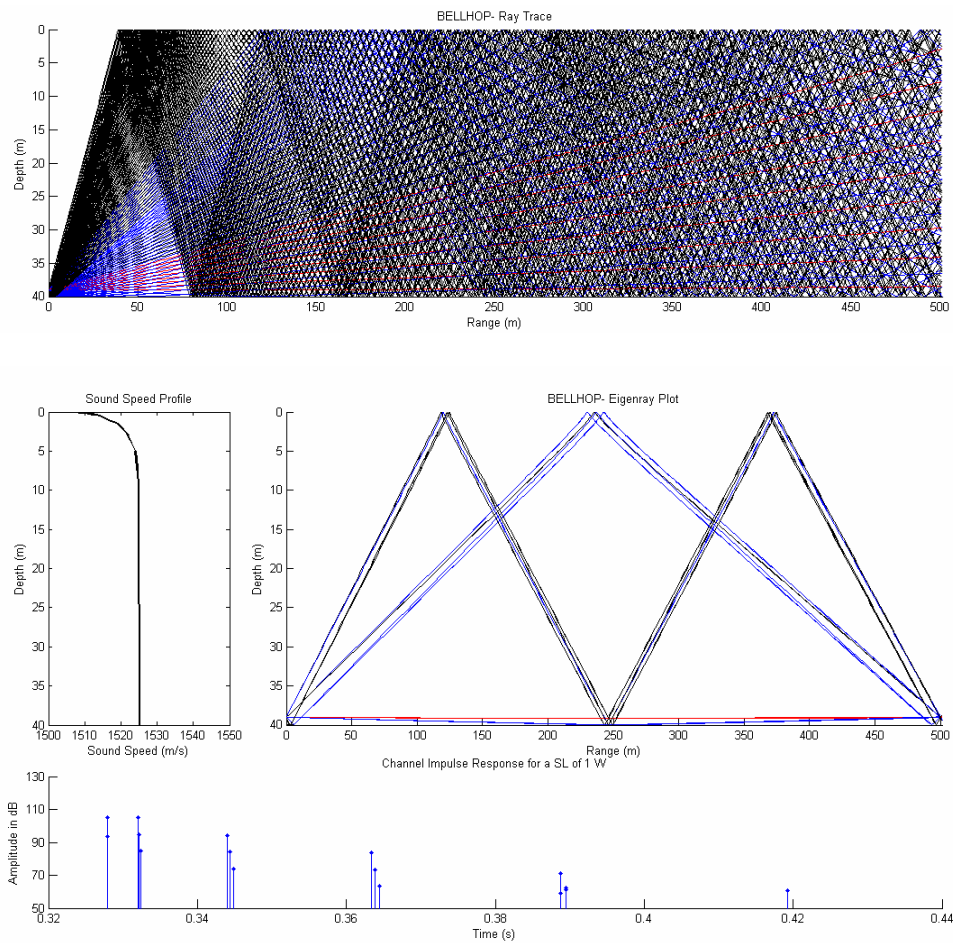 BELLHOP- Ray Trace
0
5
10
15
20
25
30
35
40
Depth (m)
0 50 100 150 200 250 300 350 400 450 500
Range (m)
Sound Speed Profile
0
5
10
15
20
25
30
35
40
Depth (m)
1500 1510 1520 1530 1540 1550
Sound Speed (m/s)
BELLHOP- Eigenray Plot
0
5
10
15
20
25
30
35
40
Depth (m)
0 50 100 150 200 250 300 350 400 450 500
Range (m)
Channel Impulse Response for a SL of 1 W
130
110
90
70
50
Amplitude in dB
0.32 0.34 0.36 0.38 0.4 0.42 0.44
Time (s)